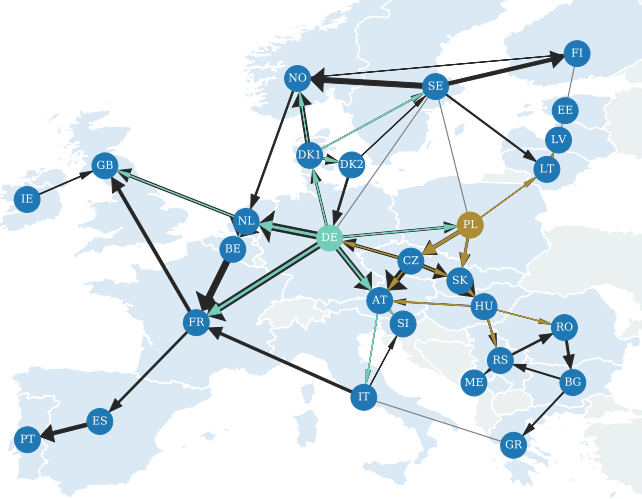 FI
NO
SE
EE
LV
DK1
DK2
GB
LT
IE
NL
PL
DE
BE
CZ
SK
AT
HU
FR
SI
RO
RS
ME
BG
IT
ES
PT
GR